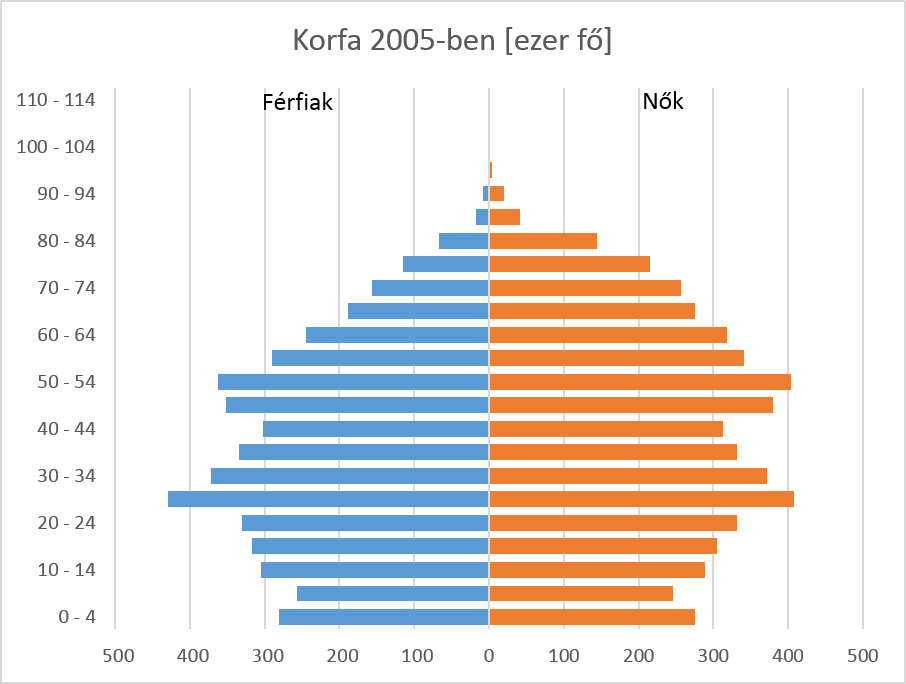 Korfa 2005-ben [ezer fő]
Férfiak
Nők
110 - 114
100 - 104
90 - 94
80 - 84
70 - 74
60 - 64
50 - 54
40 - 44
30 - 34
20 - 24
10 - 14
0 - 4
500 400 300 200 100 0 100 200 300 400 500